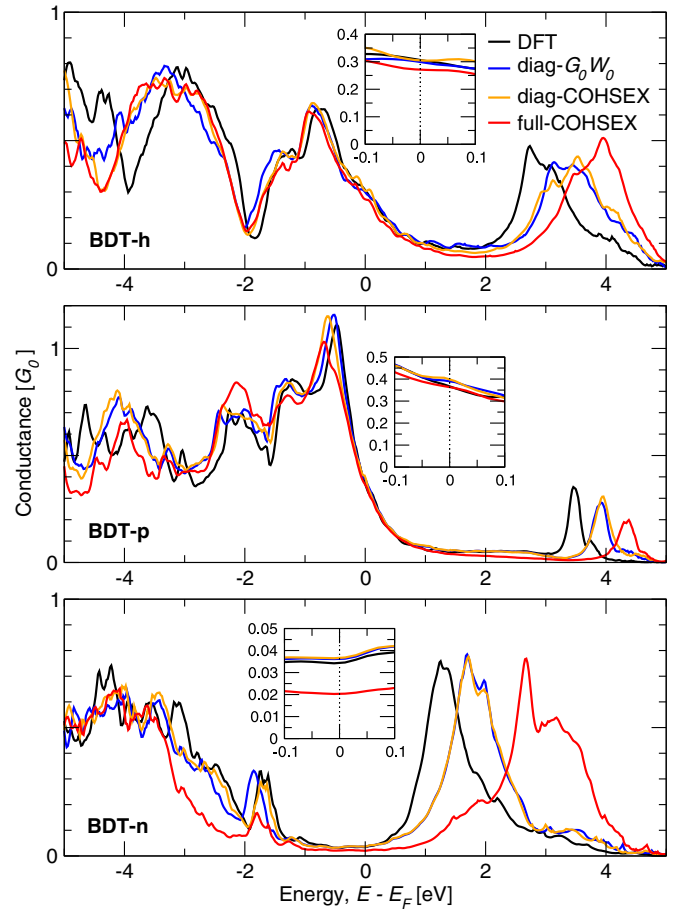 1
0.4
0.3
0.2
0.1
0
-0.1 0 0.1
DFT
diag-G₀W₀
diag-COHSEX
full-COHSEX
BDT-h
0
-4 -2 0 2 4
1
0.5
0.4
0.3
0.2
0.1
0
-0.1 0 0.1
Conductance [G₀]
BDT-p
0
-4 -2 0 2 4
1
0.05
0.04
0.03
0.02
0.01
0
-0.1 0 0.1
BDT-n
0
-4 -2 0 2 4
Energy, E - E_F [eV]